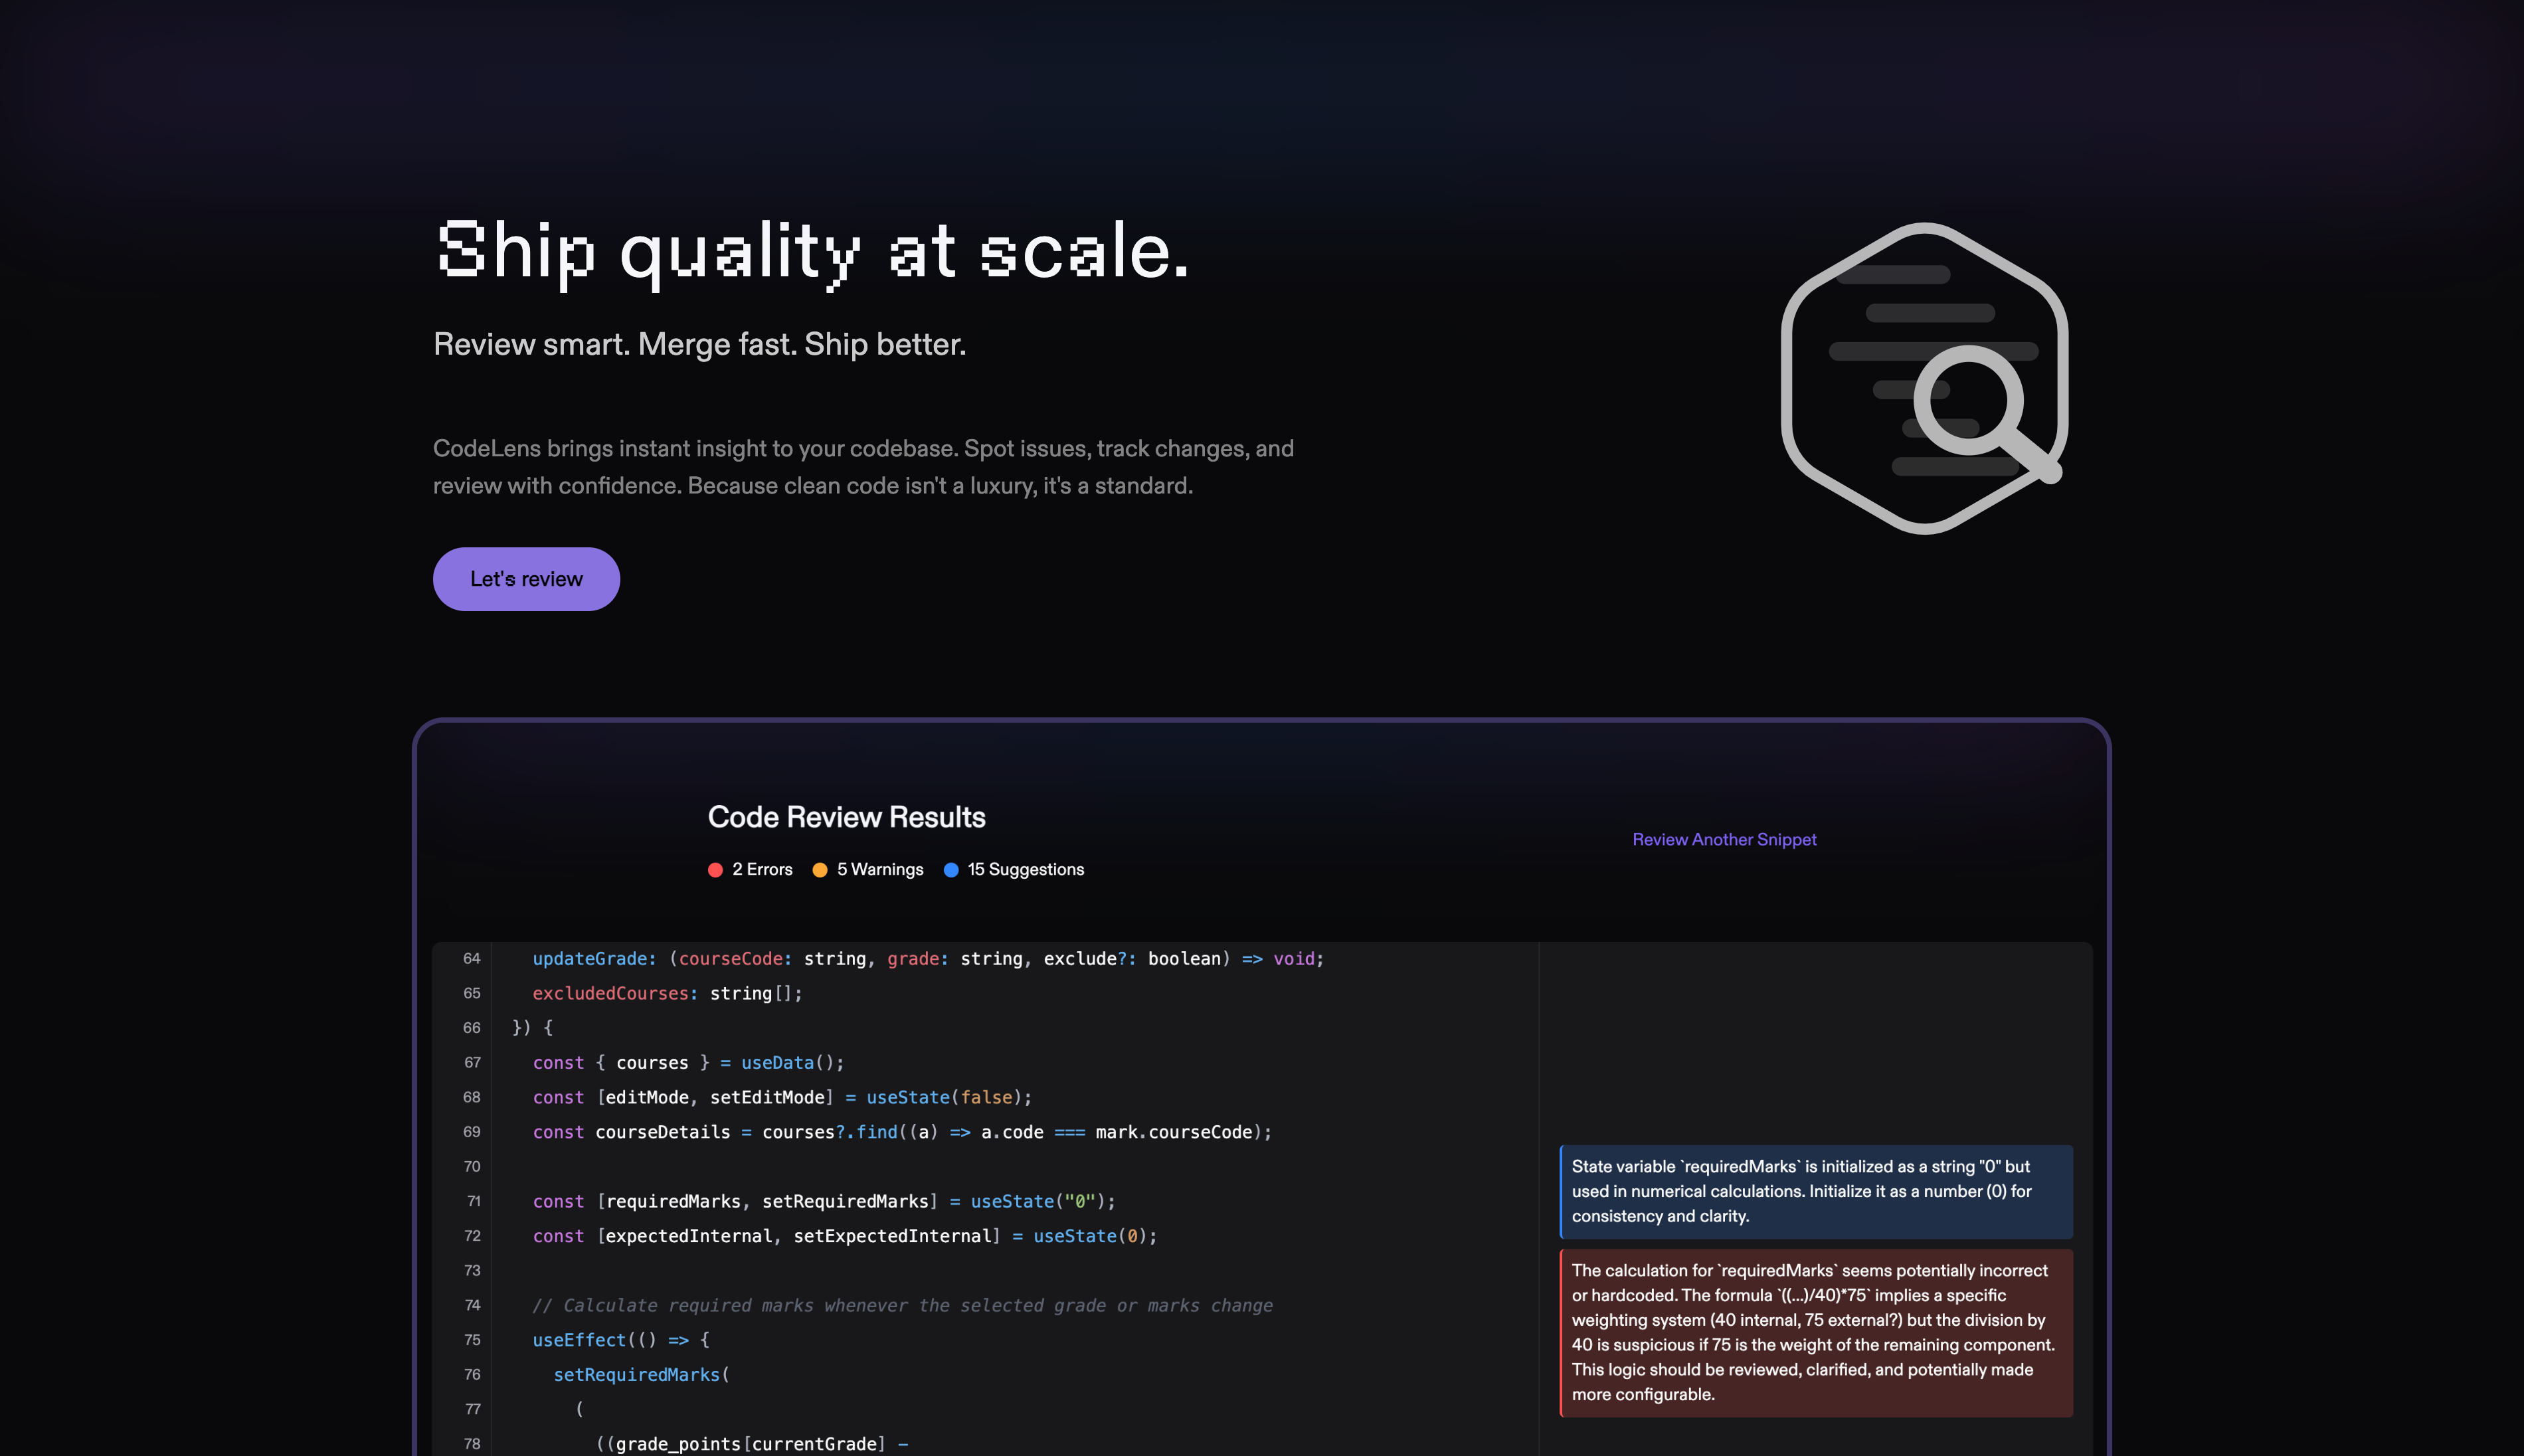 Ship quality at scale.
Review smart. Merge fast. Ship better.
CodeLens brings instant insight to your codebase. Spot issues, track changes, and
review with confidence. Because clean code isn't a luxury, it's a standard.
Let's review
Code Review Results
Review Another Snippet
2 Errors 5 Warnings 15 Suggestions
64 updateGrade: (courseCode: string, grade: string, exclude?: boolean) => void;
65 excludedCourses: string[];
66 }) {
67 const { courses } = useData();
68 const [editMode, setEditMode] = useState(false);
69 const courseDetails = courses?.find((a) => a.code === mark.courseCode);
70
71 const [requiredMarks, setRequiredMarks] = useState("0");
72 const [expectedInternal, setExpectedInternal] = useState(0);
73
74 // Calculate required marks whenever the selected grade or marks change
75 useEffect(() => {
76 setRequiredMarks(
77 (
78 ((grade_points[currentGrade] -
State variable `requiredMarks` is initialized as a string "0" but
used in numerical calculations. Initialize it as a number (0) for
consistency and clarity.
The calculation for `requiredMarks` seems potentially incorrect
or hardcoded. The formula `((...)/40)*75` implies a specific
weighting system (40 internal, 75 external?) but the division by
40 is suspicious if 75 is the weight of the remaining component.
This logic should be reviewed, clarified, and potentially made
more configurable.